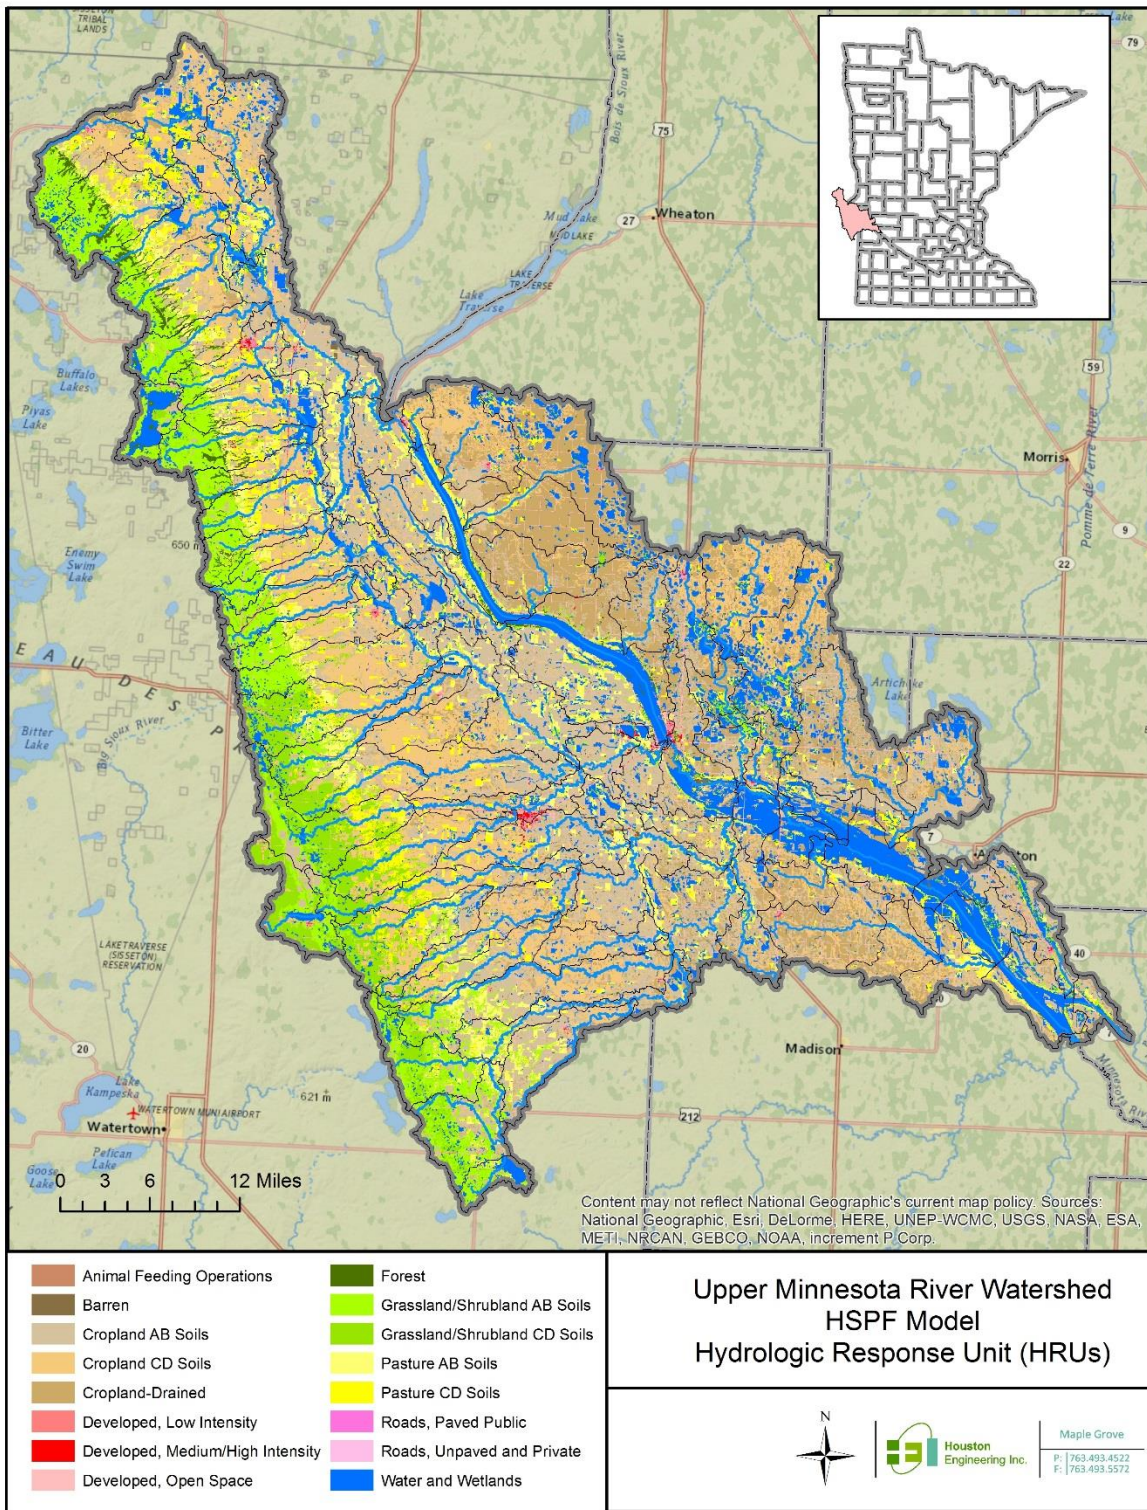 SISSETON
TRIBAL
LANDS
79
Bois de Sioux River
75
Wheaton
27
Mud Lake
MUD LAKE
LAKE
TRAVERSE
Lake
Traverse
59
Buffalo
Lakes
Piyas
Lake
Morris
Pomme de Terre River
9
650 m
Enemy
Swim
Lake
22
Artichoke
Lake
Big Sioux River
Bitter
Lake
7
LAKE TRAVERSE
(SISSETON)
RESERVATION
40
Madison
Minnesota
20
Lake
Kampeska
621 m
WATERTOWN MUNI AIRPORT
Watertown
212
Pelican
Lake
Goose
Lake
0 3 6 12 Miles
Content may not reflect National Geographic's current map policy. Sources:
National Geographic, Esri, DeLorme, HERE, UNEP-WCMC, USGS, NASA, ESA,
METI, NRCAN, GEBCO, NOAA, increment P Corp.
Animal Feeding Operations
Barren
Cropland AB Soils
Cropland CD Soils
Cropland-Drained
Developed, Low Intensity
Developed, Medium/High Intensity
Developed, Open Space
Forest
Grassland/Shrubland AB Soils
Grassland/Shrubland CD Soils
Pasture AB Soils
Pasture CD Soils
Roads, Paved Public
Roads, Unpaved and Private
Water and Wetlands
Upper Minnesota River Watershed
HSPF Model
Hydrologic Response Unit (HRUs)
N
Houston
Engineering Inc.
Maple Grove
P: 763.493.4522
F: 763.493.5572